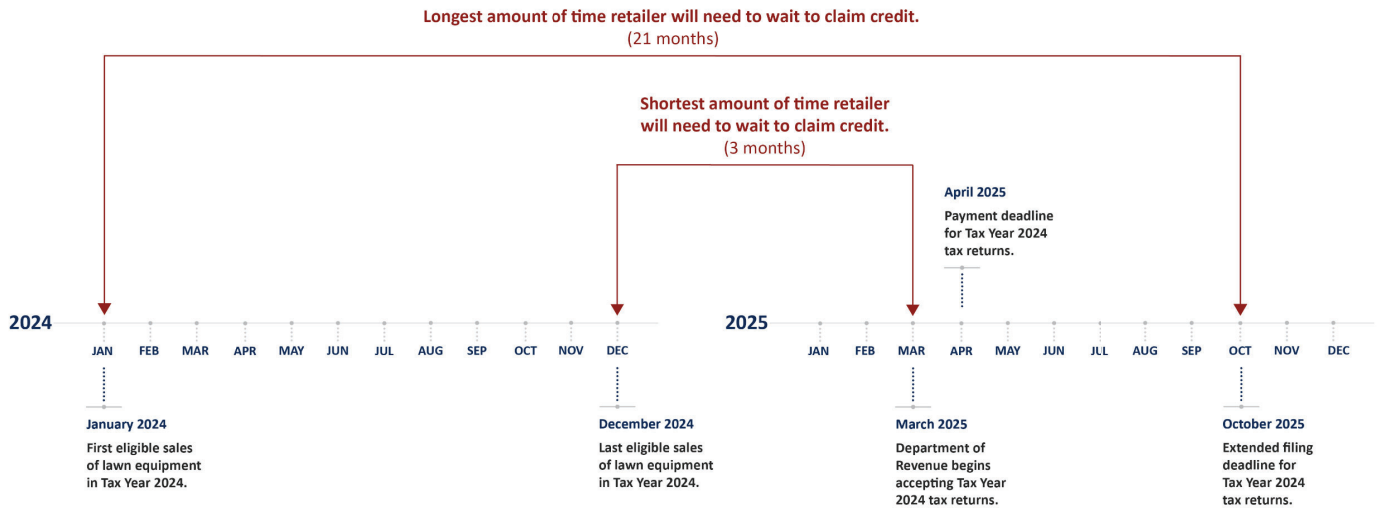 Longest amount of time retailer will need to wait to claim credit.
(21 months)
Shortest amount of time retailer
will need to wait to claim credit.
(3 months)
April 2025
Payment deadline
for Tax Year 2024
tax returns.
2024
JAN FEB MAR APR MAY JUN JUL AUG SEP OCT NOV DEC
2025
JAN FEB MAR APR MAY JUN JUL AUG SEP OCT NOV DEC
January 2024
First eligible sales
of lawn equipment
in Tax Year 2024.
December 2024
Last eligible sales
of lawn equipment
in Tax Year 2024.
March 2025
Department of
Revenue begins
accepting Tax Year
2024 tax returns.
October 2025
Extended filing
deadline for
Tax Year 2024
tax returns.